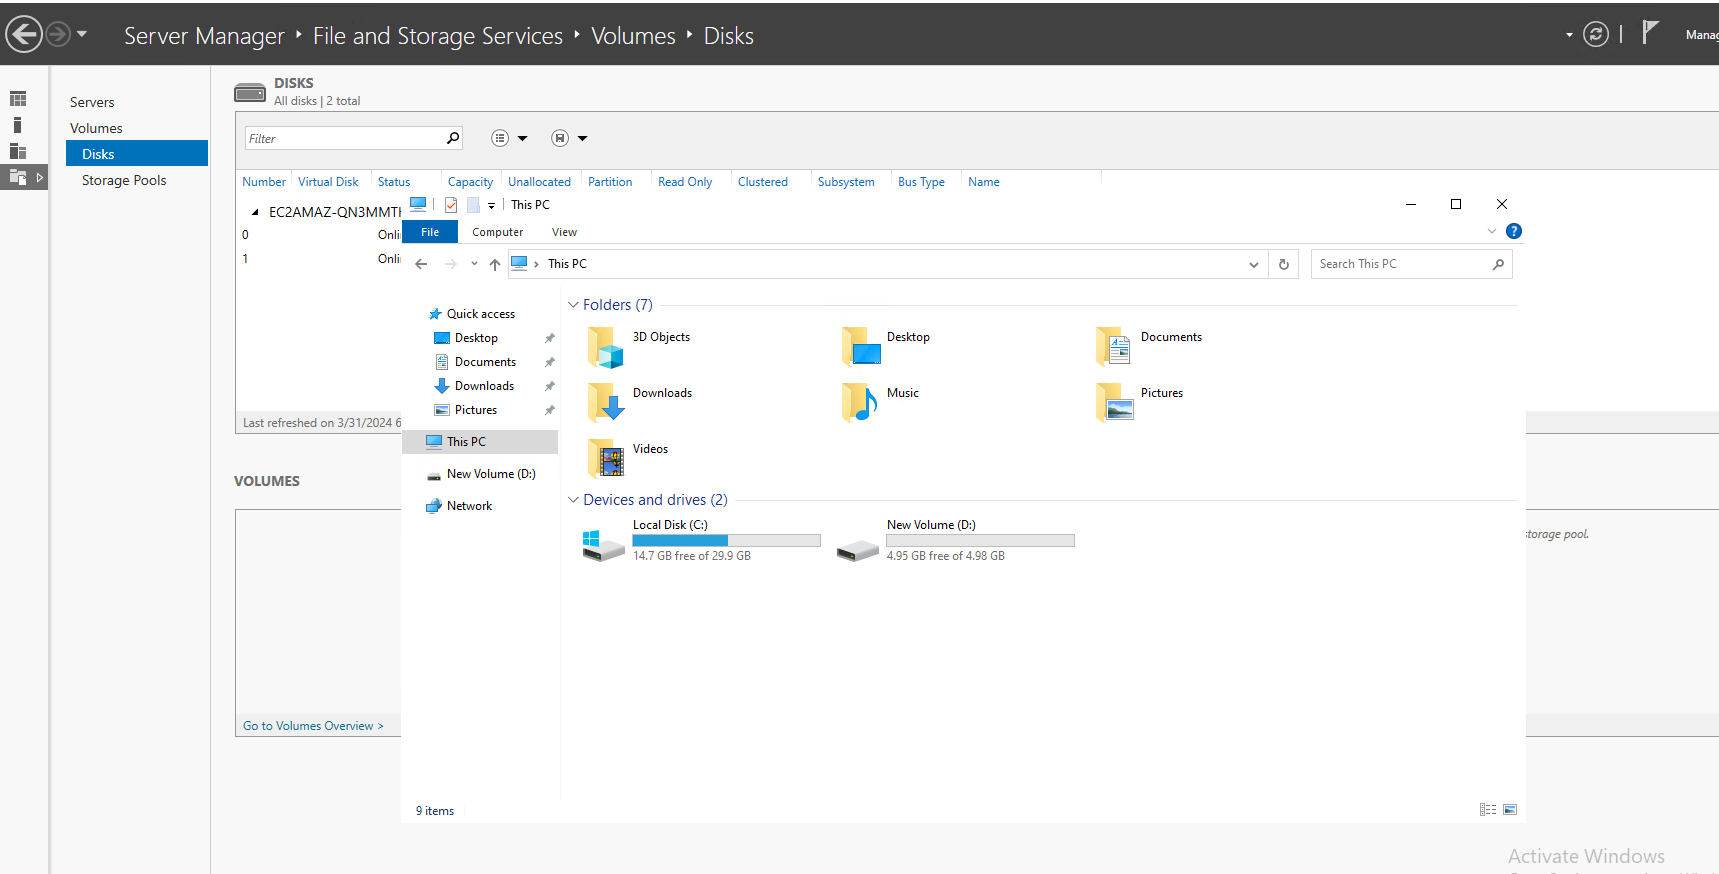 Server Manager ‣ File and Storage Services ‣ Volumes ‣ Disks
Manag
Servers
Volumes
Disks
Storage Pools
DISKS
All disks | 2 total
Filter
Number Virtual Disk Status Capacity Unallocated Partition Read Only Clustered Subsystem Bus Type Name
EC2AMAZ-QN3MMTH
0 Onli
1 Onli
Last refreshed on 3/31/2024 6
VOLUMES
storage pool.
Go to Volumes Overview >
This PC
File Computer View
?
This PC
Search This PC
Quick access
Desktop
Documents
Downloads
Pictures
This PC
New Volume (D:)
Network
Folders (7)
3D Objects
Desktop
Documents
Downloads
Music
Pictures
Videos
Devices and drives (2)
Local Disk (C:)
14.7 GB free of 29.9 GB
New Volume (D:)
4.95 GB free of 4.98 GB
9 items
Activate Windows